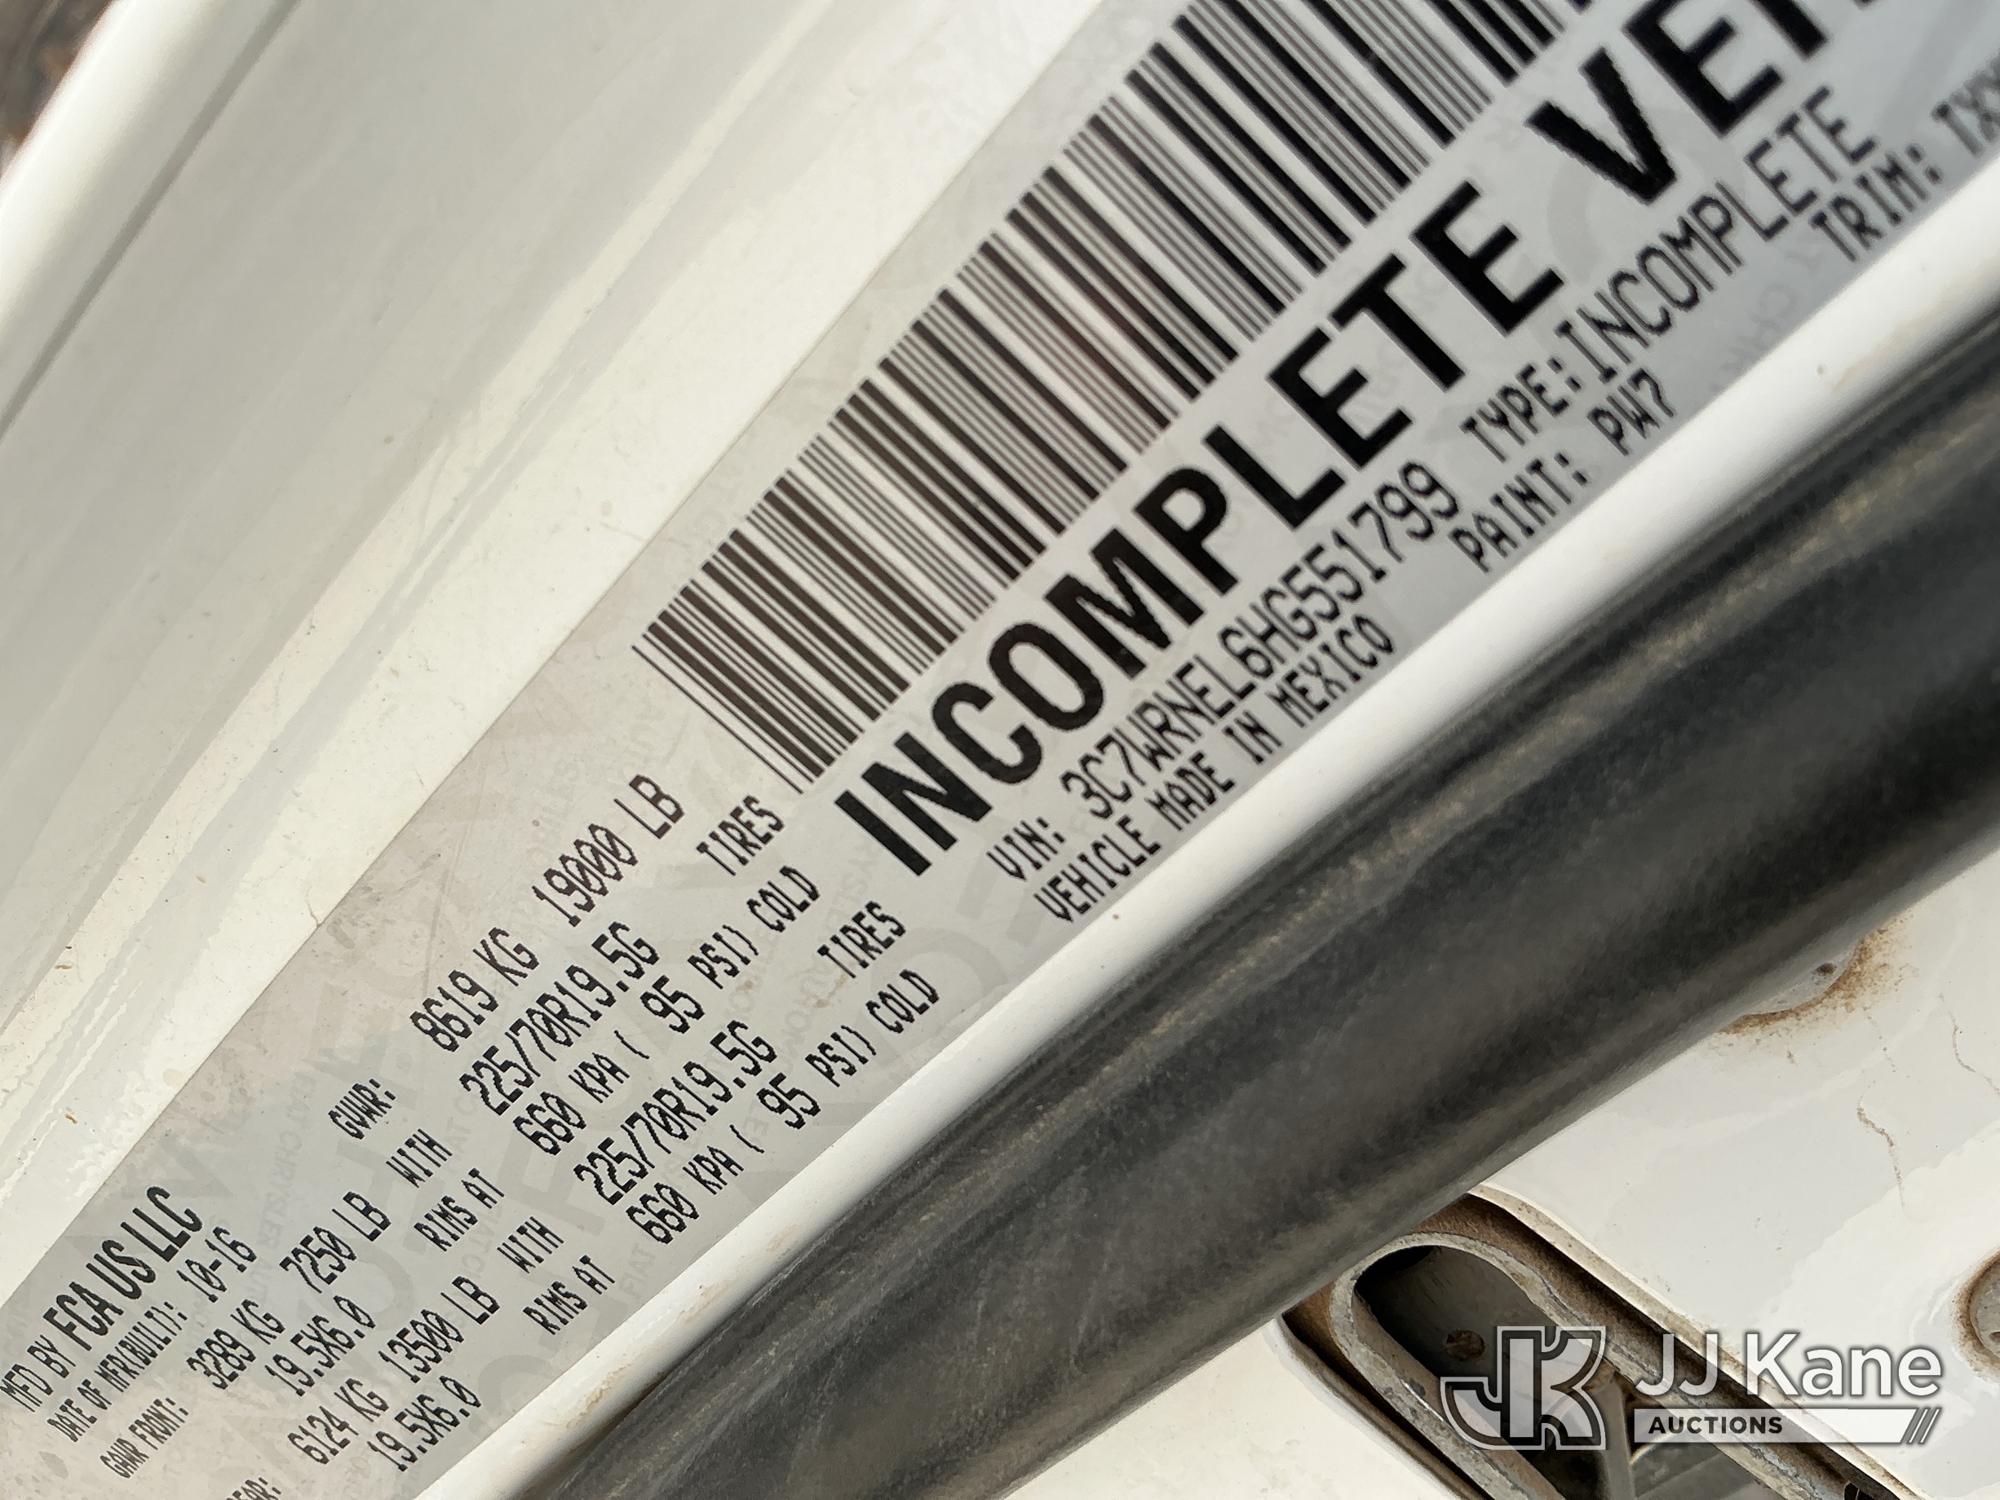 MFD BY FCA US LLC
DATE OF MFR(BUILT): 10-16
GVWR: 8619 KG 19000 LB
GAWR FRONT: 3289 KG 7250 LB WITH 225/70R19.5G TIRES
19.5X6.0 RIMS AT 660 KPA ( 95 PSI) COLD
6124 KG 13500 LB WITH 225/70R19.5G TIRES
19.5X6.0 RIMS AT 660 KPA ( 95 PSI) COLD
INCOMPLETE
VIN: 3C7WRNEL6HG551799 TYPE: INCOMPLETE
VEHICLE MADE IN MEXICO PAINT: PW7 TRIM:
JJ Kane
AUCTIONS